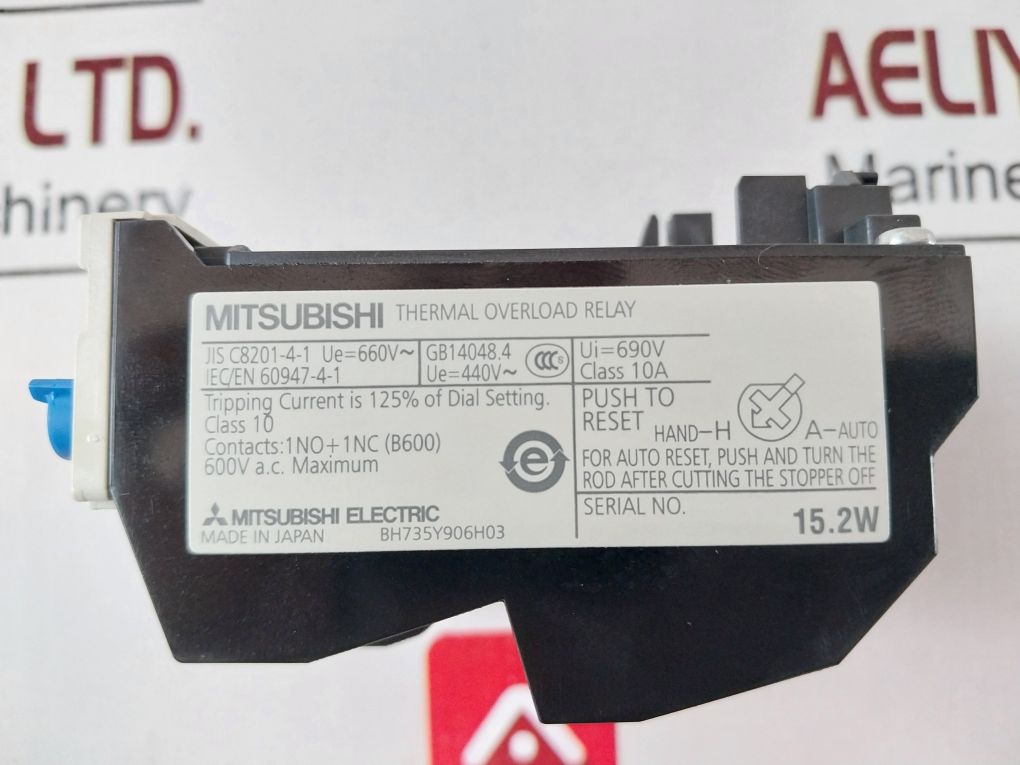 LTD.
AELIY
chinery
Marine
MITSUBISHI THERMAL OVERLOAD RELAY
JIS C8201-4-1 Ue=660V~
IEC/EN 60947-4-1
GB14048.4
Ue=440V~
CCC S
Ui=690V
Class 10A
Tripping Current is 125% of Dial Setting.
Class 10
Contacts:1NO+1NC (B600)
600V a.c. Maximum
e
PUSH TO
RESET
HAND-H A-AUTO
FOR AUTO RESET, PUSH AND TURN THE
ROD AFTER CUTTING THE STOPPER OFF
SERIAL NO.
15.2W
MITSUBISHI ELECTRIC
MADE IN JAPAN BH735Y906H03